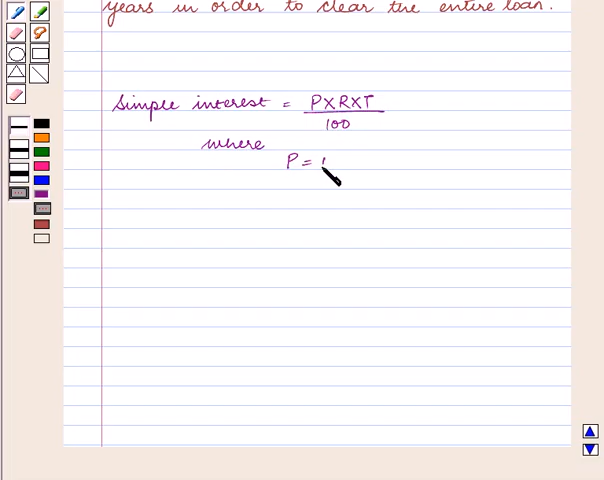 years in order to clear the entire loan.
Simple interest = P×R×T
100
where
P =